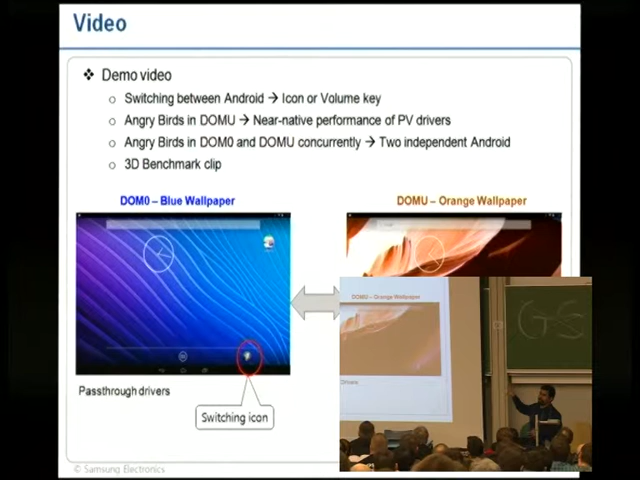 Video
❖ Demo video
○ Switching between Android → Icon or Volume key
○ Angry Birds in DOMU → Near-native performance of PV drivers
○ Angry Birds in DOM0 and DOMU concurrently → Two independent Android
○ 3D Benchmark clip
DOM0 – Blue Wallpaper
DOMU – Orange Wallpaper
DOMU – Orange Wallpaper
GS
Drivers
Passthrough drivers
Switching icon
© Samsung Electronics